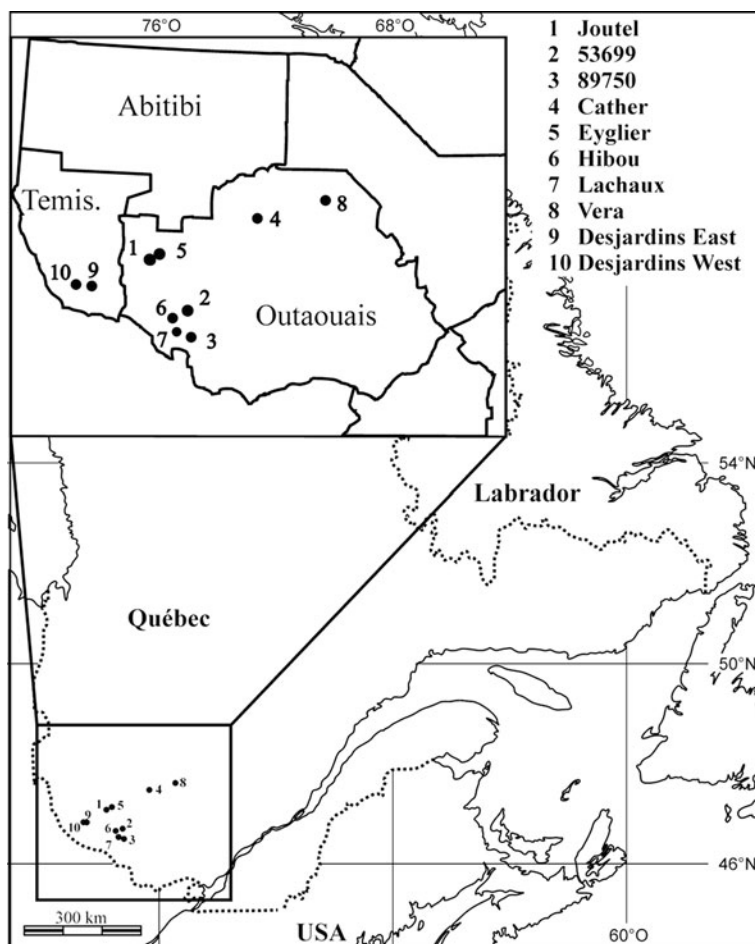 76°O 68°O
1 Joutel
2 53699
3 89750
4 Cather
5 Eyglier
6 Hibou
7 Lachaux
8 Vera
9 Desjardins East
10 Desjardins West
Abitibi
Temis.
8
4
1 5
10 9
2
6
Outaouais
7 3
54°N
Labrador
Québec
50°N
8
4
1 5
9
10
2
6
7 3
46°N
300 km
USA
60°O